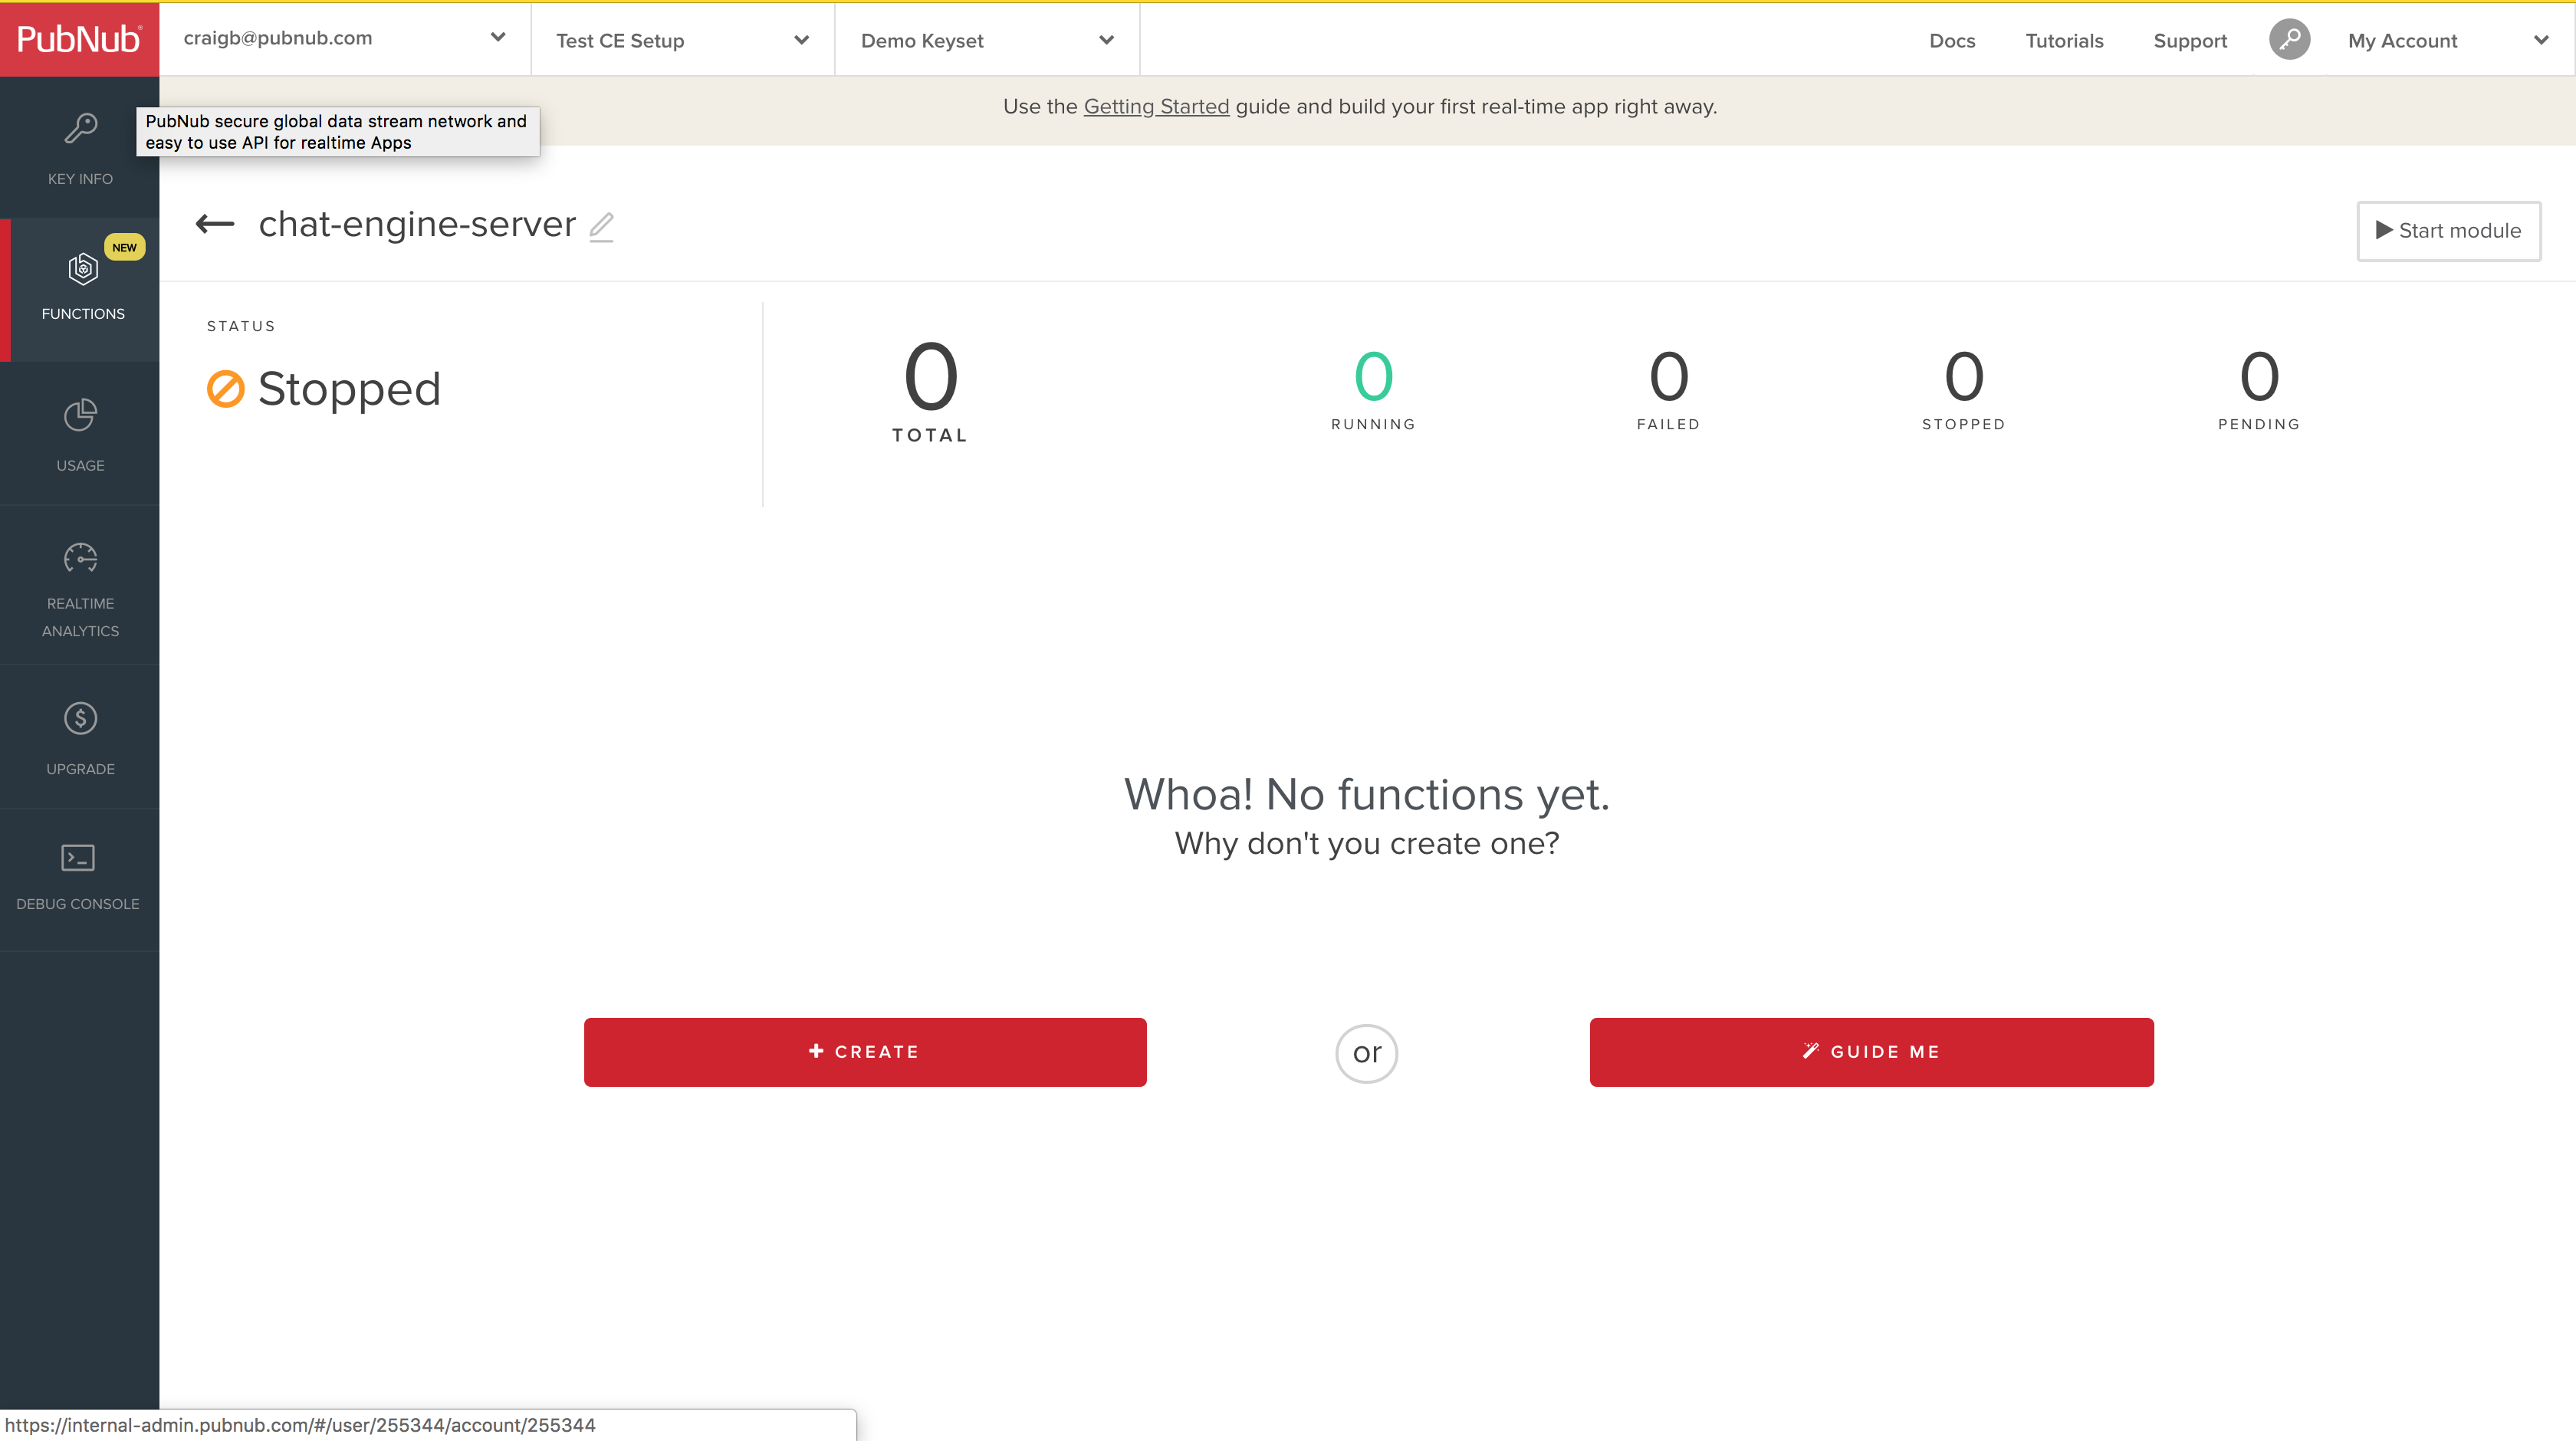 PubNub
craigb@pubnub.com
Test CE Setup
Demo Keyset
Docs
Tutorials
Support
My Account
Use the Getting Started guide and build your first real-time app right away.
PubNub secure global data stream network and
easy to use API for realtime Apps
KEY INFO
chat-engine-server
Start module
NEW
FUNCTIONS
STATUS
Stopped
0
TOTAL
0
RUNNING
0
FAILED
0
STOPPED
0
PENDING
USAGE
REALTIME
ANALYTICS
UPGRADE
DEBUG CONSOLE
Whoa! No functions yet.
Why don't you create one?
CREATE
or
GUIDE ME
https://internal-admin.pubnub.com/#/user/255344/account/255344